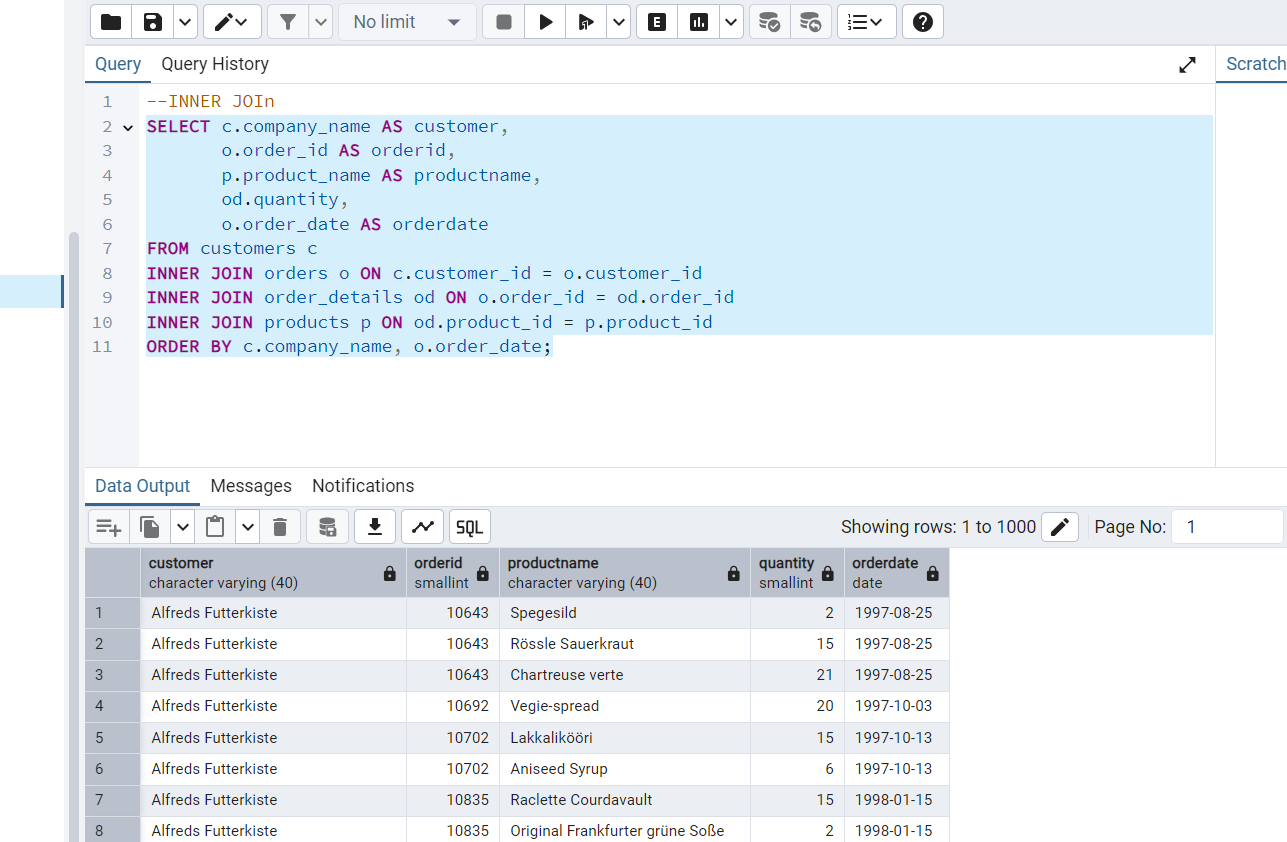 No limit
E
SQL
Query Query History
Scratch
1 --INNER JOIn
2 SELECT c.company_name AS customer,
3 o.order_id AS orderid,
4 p.product_name AS productname,
5 od.quantity,
6 o.order_date AS orderdate
7 FROM customers c
8 INNER JOIN orders o ON c.customer_id = o.customer_id
9 INNER JOIN order_details od ON o.order_id = od.order_id
10 INNER JOIN products p ON od.product_id = p.product_id
11 ORDER BY c.company_name, o.order_date;
Data Output Messages Notifications
Showing rows: 1 to 1000 Page No: 1
customer orderid productname quantity orderdate
character varying (40) smallint character varying (40) smallint date
1 Alfreds Futterkiste 10643 Spegesild 2 1997-08-25
2 Alfreds Futterkiste 10643 Rössle Sauerkraut 15 1997-08-25
3 Alfreds Futterkiste 10643 Chartreuse verte 21 1997-08-25
4 Alfreds Futterkiste 10692 Vegie-spread 20 1997-10-03
5 Alfreds Futterkiste 10702 Lakkalikööri 15 1997-10-13
6 Alfreds Futterkiste 10702 Aniseed Syrup 6 1997-10-13
7 Alfreds Futterkiste 10835 Raclette Courdavault 15 1998-01-15
8 Alfreds Futterkiste 10835 Original Frankfurter grüne Soße 2 1998-01-15